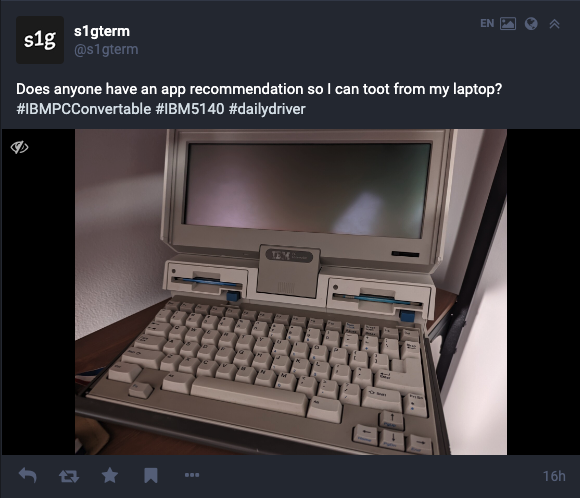 s1g
s1gterm
@s1gterm
EN
Does anyone have an app recommendation so I can toot from my laptop?
#IBMPCConvertable #IBM5140 #dailydriver
IBM
16h